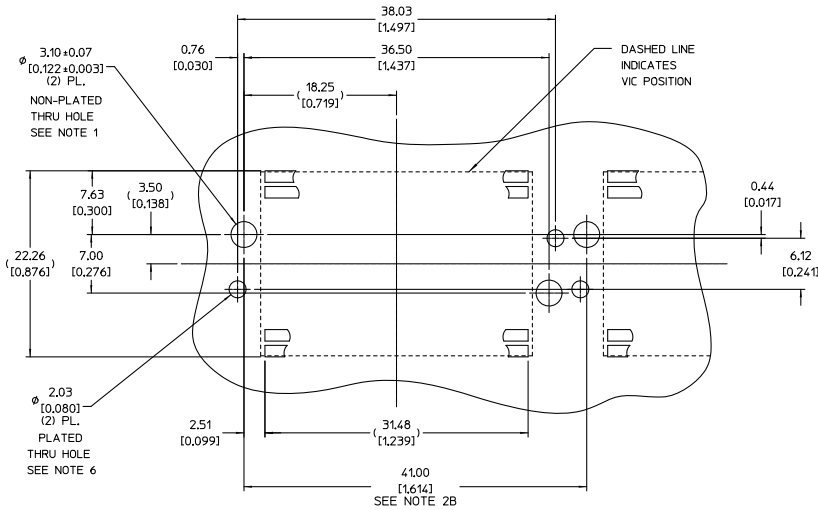 38.03
[1.497]
0.76
[0.030]
36.50
[1.437]
(18.25
[0.719])
⌀ 3.10±0.07
[0.122±0.003]
(2) PL.
NON-PLATED
THRU HOLE
SEE NOTE 1
DASHED LINE
INDICATES
VIC POSITION
7.63
[0.300]
(3.50
[0.138])
0.44
[0.017]
(22.26
[0.876])
7.00
[0.276]
6.12
[0.241]
⌀ 2.03
[0.080]
(2) PL.
PLATED
THRU HOLE
SEE NOTE 6
2.51
[0.099]
(31.48
[1.239])
41.00
[1.614]
SEE NOTE 2B